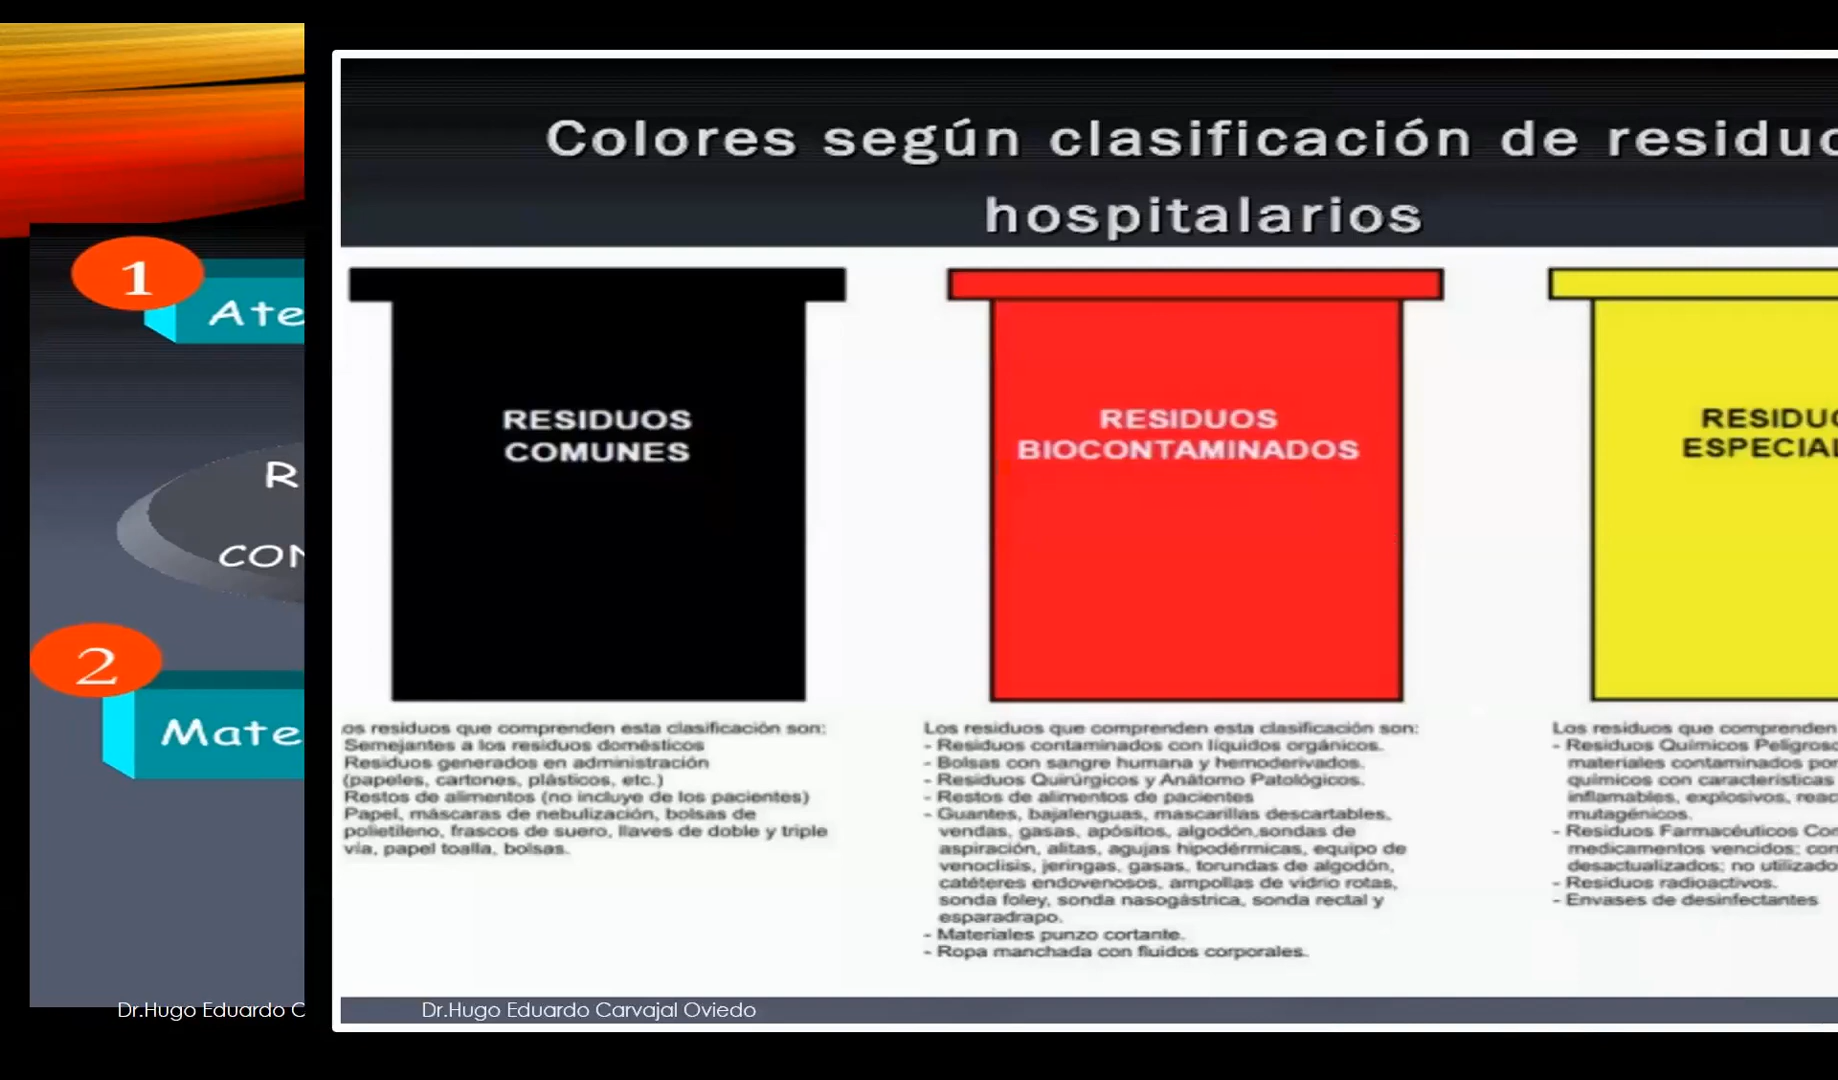 1
Ate
R
CON
2
Mate
Dr.Hugo Eduardo C
Colores según clasificación de residuo
hospitalarios
RESIDUOS
COMUNES
os residuos que comprenden esta clasificación son:
Semejantes a los residuos domésticos
Residuos generados en administración
(papeles, cartones, plásticos, etc.)
Restos de alimentos (no incluye de los pacientes)
Papel, máscaras de nebulización, bolsas de
polietileno, frascos de suero, llaves de doble y triple
vía, papel toalla, bolsas.
RESIDUOS
BIOCONTAMINADOS
Los residuos que comprenden esta clasificación son:
- Residuos contaminados con líquidos orgánicos.
- Bolsas con sangre humana y hemoderivados.
- Residuos Quirúrgicos y Anátomo Patológicos.
- Restos de alimentos de pacientes
- Guantes, bajalenguas, mascarillas descartables,
vendas, gasas, apósitos, algodón,sondas de
aspiración, alitas, agujas hipodérmicas, equipo de
venoclisis, jeringas, gasas, torundas de algodón,
catéteres endovenosos, ampollas de vidrio rotas,
sonda foley, sonda nasogástrica, sonda rectal y
esparadrapo.
- Materiales punzo cortante.
- Ropa manchada con fluidos corporales.
RESIDUO
ESPECIAL
Los residuos que comprenden
- Residuos Químicos Peligroso
materiales contaminados por
químicos con características
inflamables, explosivos, reac
mutagénicos.
- Residuos Farmacéuticos Con
medicamentos vencidos; con
desactualizados; no utilizado
- Residuos radioactivos.
- Envases de desinfectantes
Dr.Hugo Eduardo Carvajal Oviedo